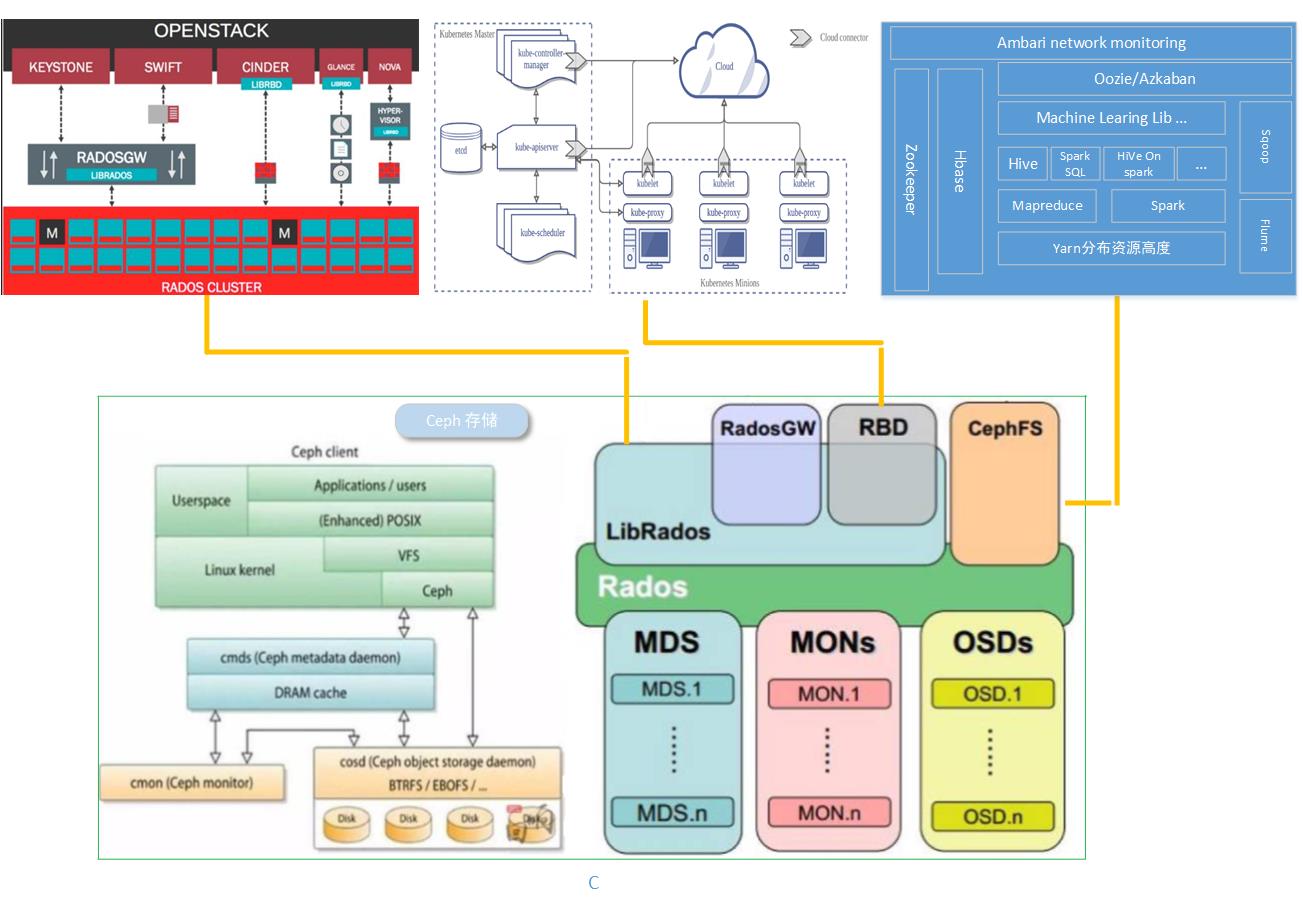 OPENSTACK
KEYSTONE
SWIFT
CINDER
GLANCE
NOVA
LIBRBD
LIBRBD
HYPER-
VISOR
LIBRBD
RADOSGW
LIBRADOS
M
M
RADOS CLUSTER
Kubernetes Master
kube-controller-
manager
etcd
kube-apiserver
kube-scheduler
Cloud
Cloud connector
kubelet
kubelet
kubelet
kube-proxy
kube-proxy
kube-proxy
Kubernetes Minions
Ambari network monitoring
Oozie/Azkaban
Zookeeper
Hbase
Machine Learing Lib ...
Hive
Spark
SQL
HiVe On
spark
...
Mapreduce
Spark
Yarn分布资源高度
Sqoop
Flume
Ceph 存储
Ceph client
Userspace
Applications / users
(Enhanced) POSIX
Linux kernel
VFS
Ceph
cmds (Ceph metadata daemon)
DRAM cache
cmon (Ceph monitor)
cosd (Ceph object storage daemon)
BTRFS / EBOFS / ...
Disk
Disk
Disk
Disk
RadosGW
RBD
CephFS
LibRados
Rados
MDS
MONs
OSDs
MDS.1
MON.1
OSD.1
MDS.n
MON.n
OSD.n
C